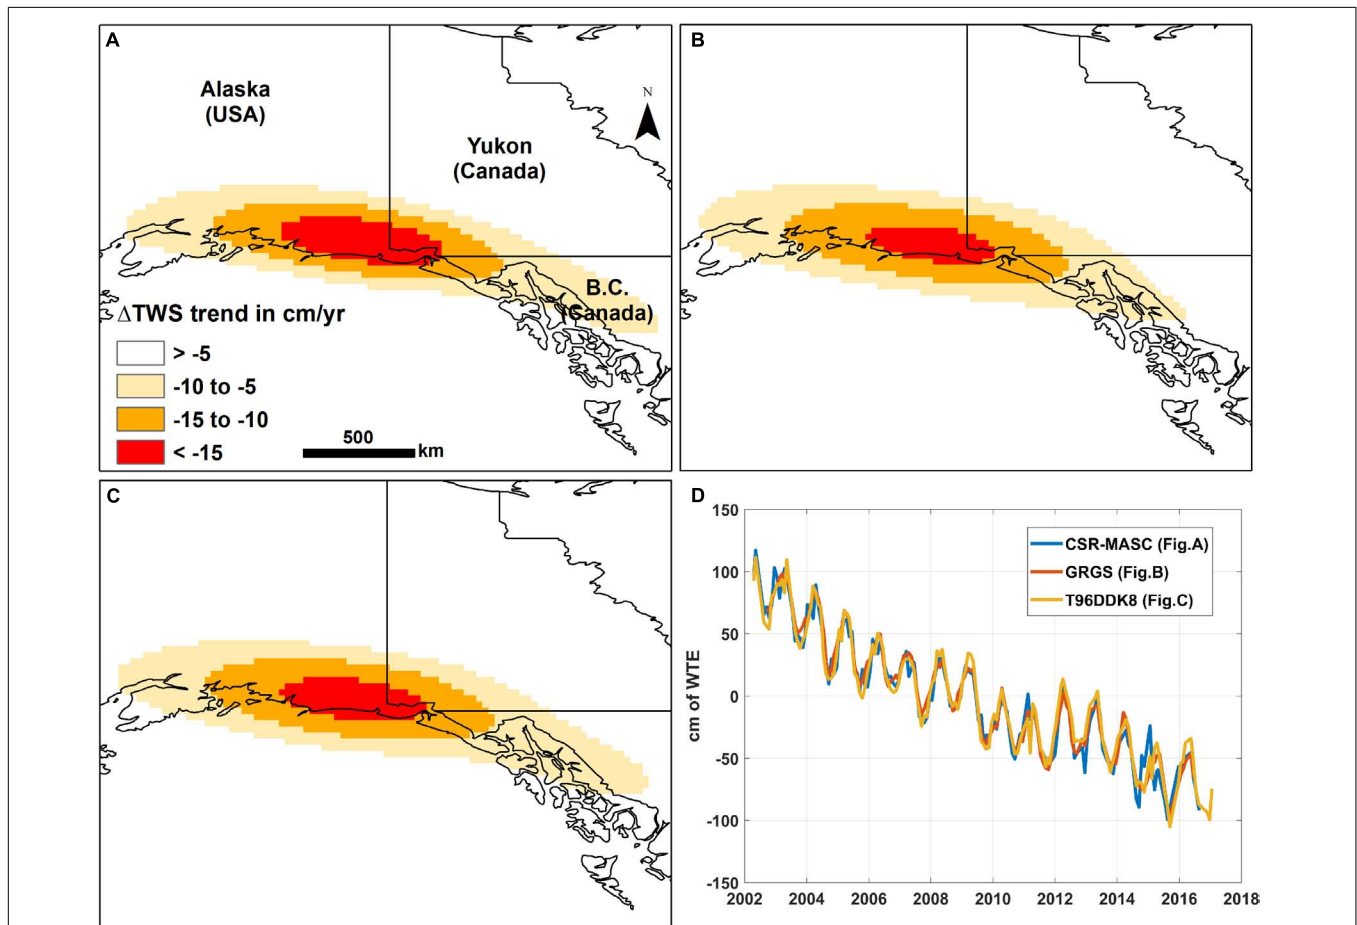 A
Alaska
(USA)
N
Yukon
(Canada)
B.C.
(Canada)
ΔTWS trend in cm/yr
> -5
-10 to -5
-15 to -10
< -15
500
km
B
C
D
CSR-MASC (Fig.A)
GRGS (Fig.B)
T96DDK8 (Fig.C)
cm of WTE
150
100
50
0
-50
-100
-150
2002 2004 2006 2008 2010 2012 2014 2016 2018